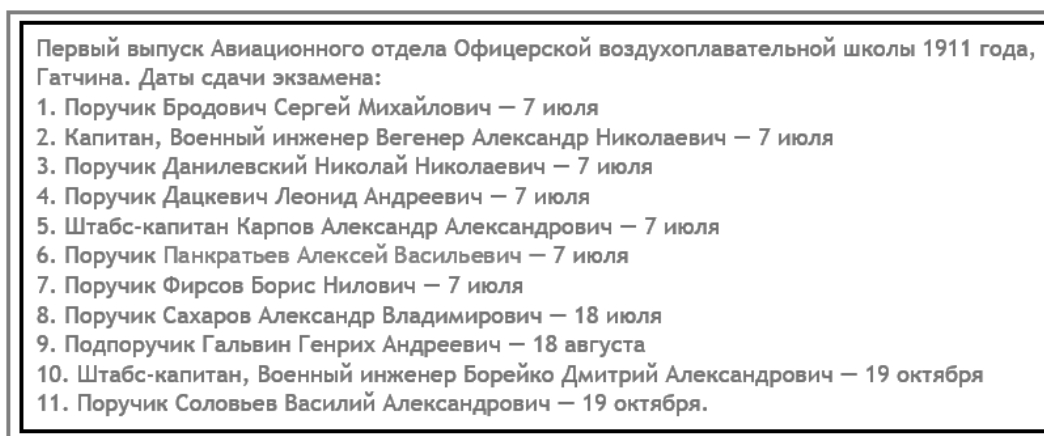 Первый выпуск Авиационного отдела Офицерской воздухоплавательной школы 1911 года,
Гатчина. Даты сдачи экзамена:
1. Поручик Бродович Сергей Михайлович — 7 июля
2. Капитан, Военный инженер Вегенер Александр Николаевич — 7 июля
3. Поручик Данилевский Николай Николаевич — 7 июля
4. Поручик Дацкевич Леонид Андреевич — 7 июля
5. Штабс-капитан Карпов Александр Александрович — 7 июля
6. Поручик Панкратьев Алексей Васильевич — 7 июля
7. Поручик Фирсов Борис Нилович — 7 июля
8. Поручик Сахаров Александр Владимирович — 18 июля
9. Подпоручик Гальвин Генрих Андреевич — 18 августа
10. Штабс-капитан, Военный инженер Борейко Дмитрий Александрович — 19 октября
11. Поручик Соловьев Василий Александрович — 19 октября.